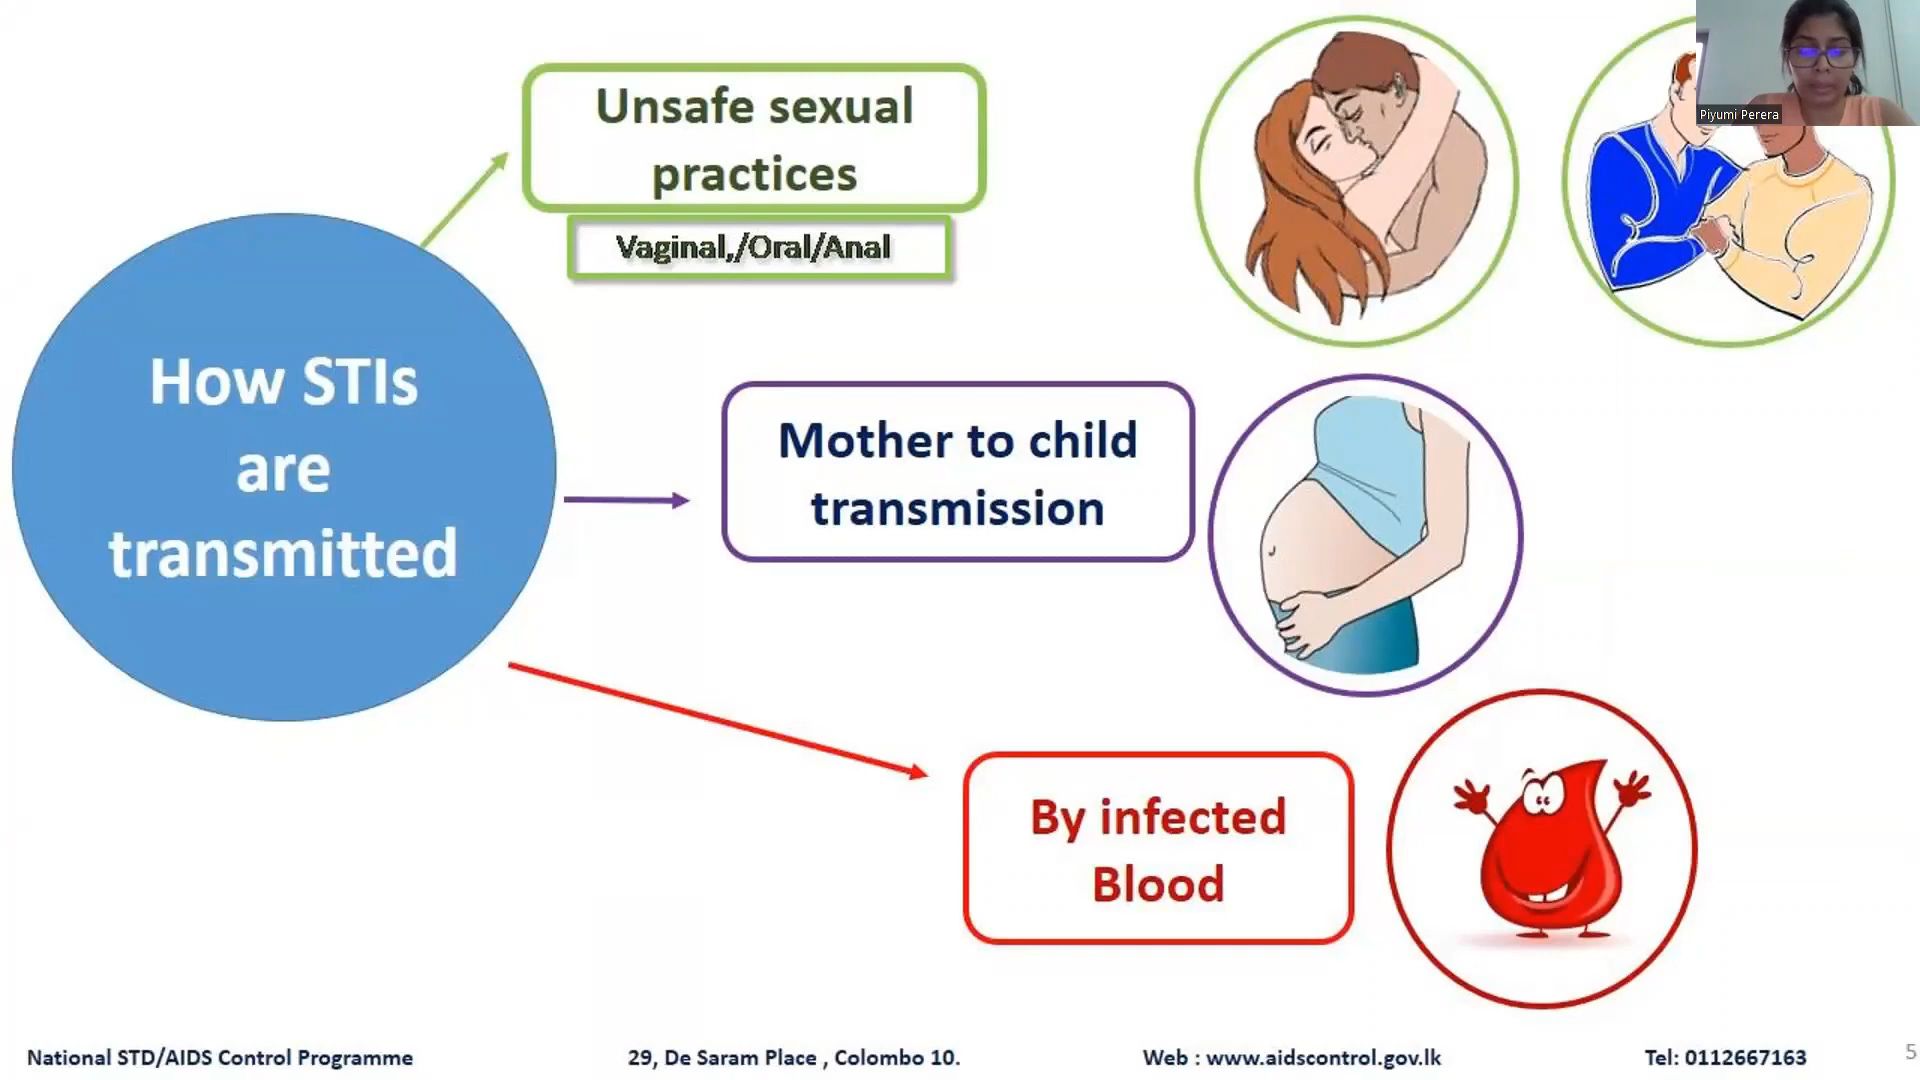 Piyumi Perera
Unsafe sexual
practices
Vaginal,/Oral/Anal
How STIs
are
transmitted
Mother to child
transmission
By infected
Blood
National STD/AIDS Control Programme
29, De Saram Place , Colombo 10.
Web : www.aidscontrol.gov.lk
Tel: 0112667163
5